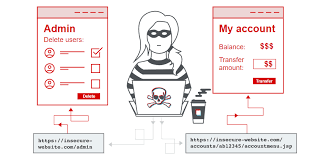 Admin
Delete users:
Delete
My account
Balance: $$$
Transfer
amount: $$
Transfer
https://insecure-
website.com/admin
https://insecure-website.com/
accounts/ab12345/accountmenu.jsp